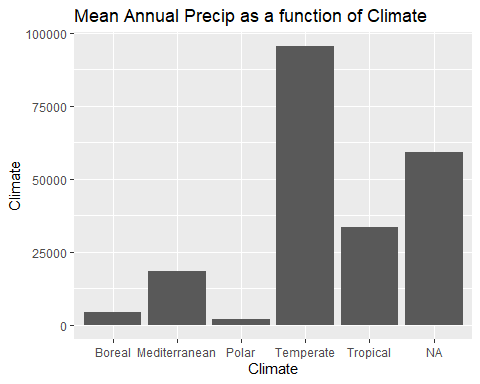 Mean Annual Precip as a function of Climate
100000
75000
50000
25000
0
Climate
Boreal Mediterranean Polar Temperate Tropical NA
Climate